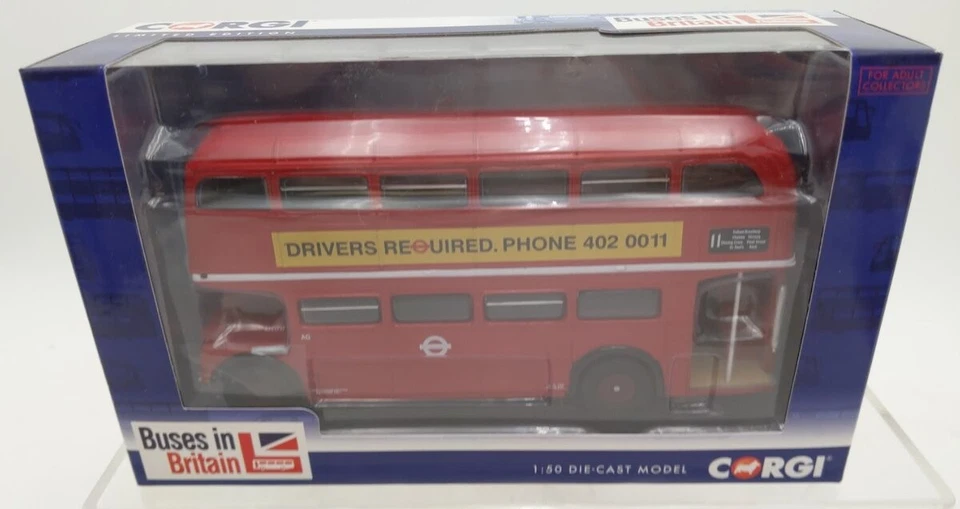 CORGI
LIMITED EDITION
Buses in
Britain
FOR ADULT
COLLECTORS
DRIVERS REQUIRED. PHONE 402 0011
11
AG
Buses in
Britain
1:50 DIE-CAST MODEL
CORGI